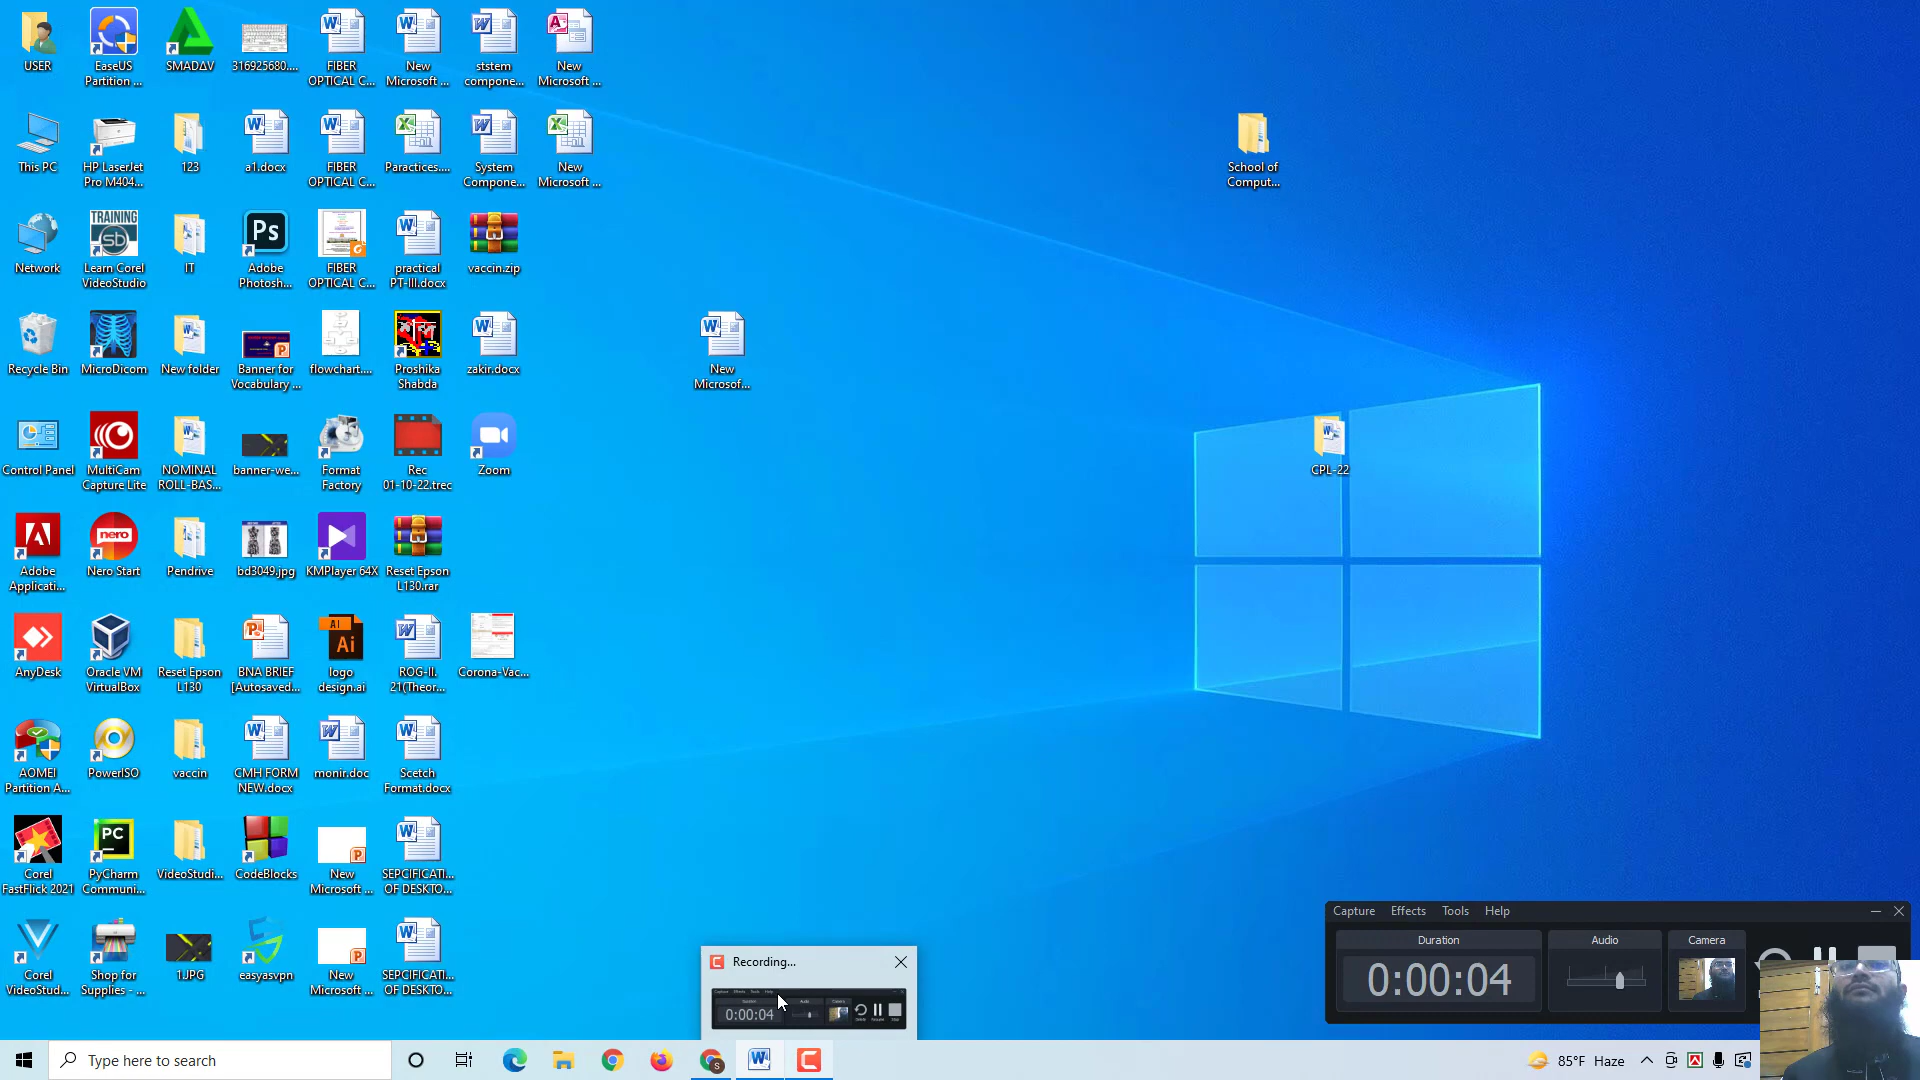 USER
EaseUS
Partition ...
SMADΔV
316925680....
FIBER
OPTICAL C...
New
Microsoft ...
ststem
compone...
New
Microsoft ...
This PC
HP LaserJet
Pro M404...
123
a1.docx
FIBER
OPTICAL C...
Paractices....
System
Compone...
New
Microsoft ...
School of
Comput...
Network
TRAINING
sb
Learn Corel
VideoStudio
IT
Ps
Adobe
Photosh...
FIBER
OPTICAL C...
practical
PT-III.docx
vaccin.zip
Recycle Bin
MicroDicom
New folder
Banner for
Vocabulary ...
flowchart....
Proshika
Shabda
zakir.docx
New
Microsof...
Control Panel
MultiCam
Capture Lite
NOMINAL
ROLL-BAS...
banner-we...
Format
Factory
Rec
01-10-22.trec
Zoom
CPL-22
Adobe
Applicati...
nero
Nero Start
Pendrive
bd3049.jpg
KMPlayer 64X
Reset Epson
L130.rar
AnyDesk
Oracle VM
VirtualBox
Reset Epson
L130
BNA BRIEF
[Autosaved...
AI
Ai
logo
design.ai
ROG-II.
21(Theor...
Corona-Vac...
AOMEI
Partition A...
PowerISO
vaccin
CMH FORM
NEW.docx
monir.doc
Scetch
Format.docx
Corel
FastFlick 2021
PC
PyCharm
Communi...
VideoStudi...
CodeBlocks
New
Microsoft ...
SEPCIFICATI...
OF DESKTO...
Corel
VideoStud...
Shop for
Supplies - ...
1.JPG
easyasvpn
New
Microsoft ...
SEPCIFICATI...
OF DESKTO...
Recording...
0:00:04
Capture Effects Tools Help
Duration
Audio
Camera
0:00:04
Type here to search
85°F Haze